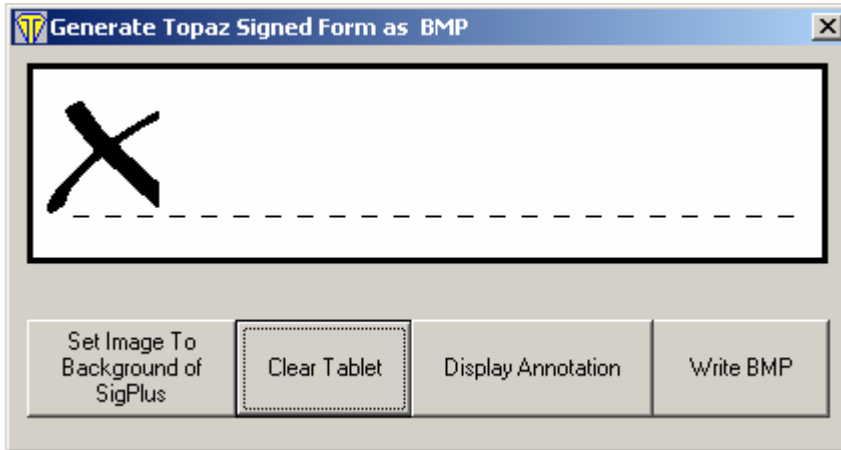 Generate Topaz Signed Form as BMP
X
Set Image To
Background of
SigPlus
Clear Tablet
Display Annotation
Write BMP